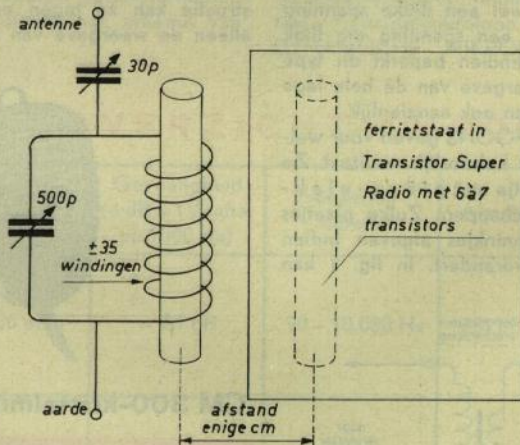 antenne
30p
500p
±35
windingen
aarde
ferrietstaaf in
Transistor Super
Radio met 6à7
transistors
afstand
enige cm